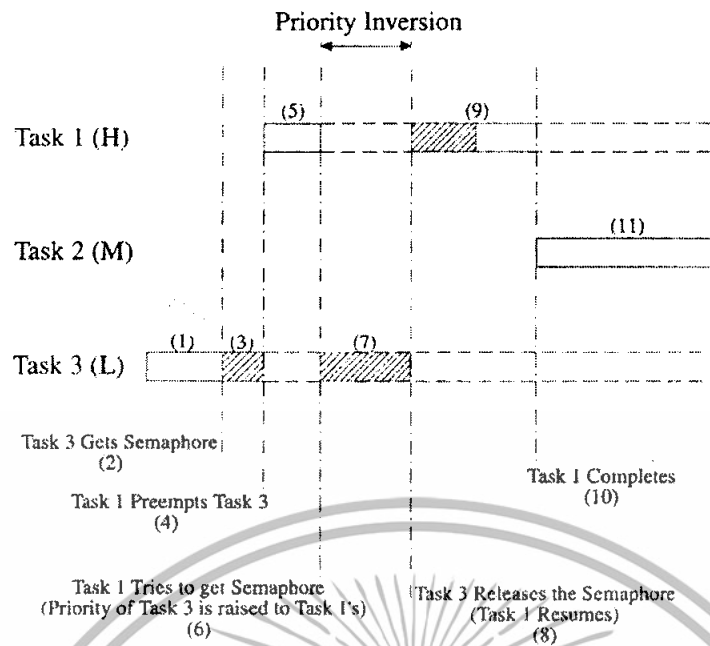 Priority Inversion
(5)
(9)
Task 1 (H)
(11)
Task 2 (M)
(1)
(3)
(7)
Task 3 (L)
Task 3 Gets Semaphore
(2)
Task 1 Completes
(10)
Task 1 Preempts Task 3
(4)
Task 1 Tries to get Semaphore
(Priority of Task 3 is raised to Task 1's)
(6)
Task 3 Releases the Semaphore
(Task 1 Resumes)
(8)